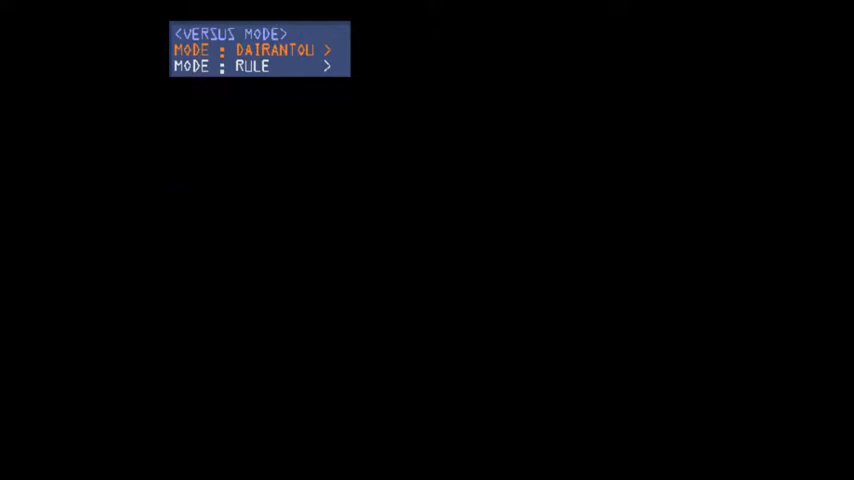 <VERSUS MODE>
MODE : DAIRANTOU >
MODE : RULE >